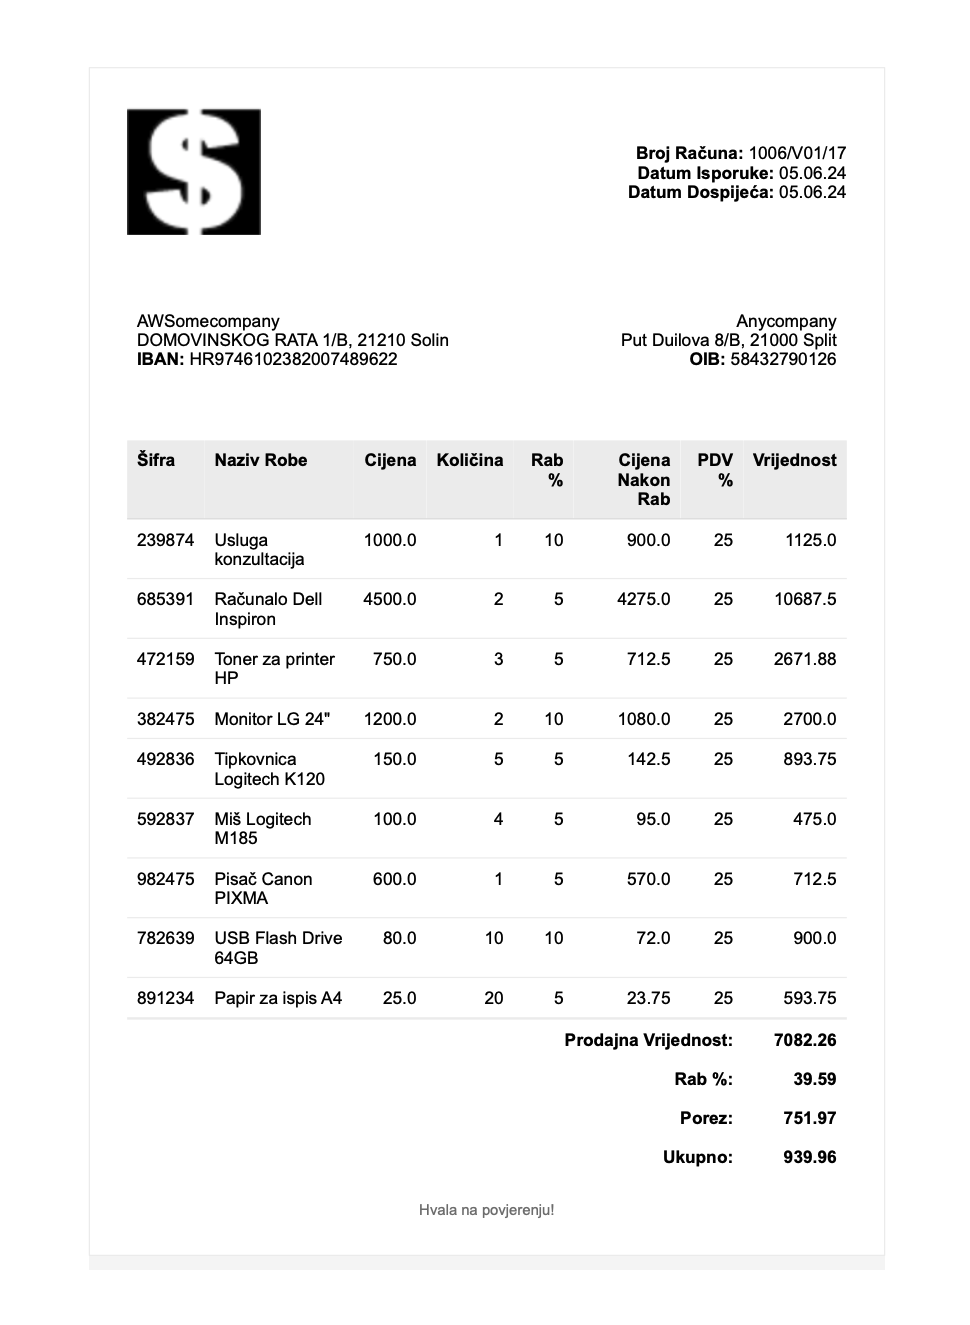 $
Broj Računa: 1006/V01/17
Datum Isporuke: 05.06.24
Datum Dospijeća: 05.06.24
AWSomecompany
DOMOVINSKOG RATA 1/B, 21210 Solin
IBAN: HR9746102382007489622
Anycompany
Put Duilova 8/B, 21000 Split
OIB: 58432790126
Šifra Naziv Robe Cijena Količina Rab % Cijena Nakon Rab PDV % Vrijednost
239874 Usluga konzultacija 1000.0 1 10 900.0 25 1125.0
685391 Računalo Dell Inspiron 4500.0 2 5 4275.0 25 10687.5
472159 Toner za printer HP 750.0 3 5 712.5 25 2671.88
382475 Monitor LG 24" 1200.0 2 10 1080.0 25 2700.0
492836 Tipkovnica Logitech K120 150.0 5 5 142.5 25 893.75
592837 Miš Logitech M185 100.0 4 5 95.0 25 475.0
982475 Pisač Canon PIXMA 600.0 1 5 570.0 25 712.5
782639 USB Flash Drive 64GB 80.0 10 10 72.0 25 900.0
891234 Papir za ispis A4 25.0 20 5 23.75 25 593.75
Prodajna Vrijednost: 7082.26
Rab %: 39.59
Porez: 751.97
Ukupno: 939.96
Hvala na povjerenju!